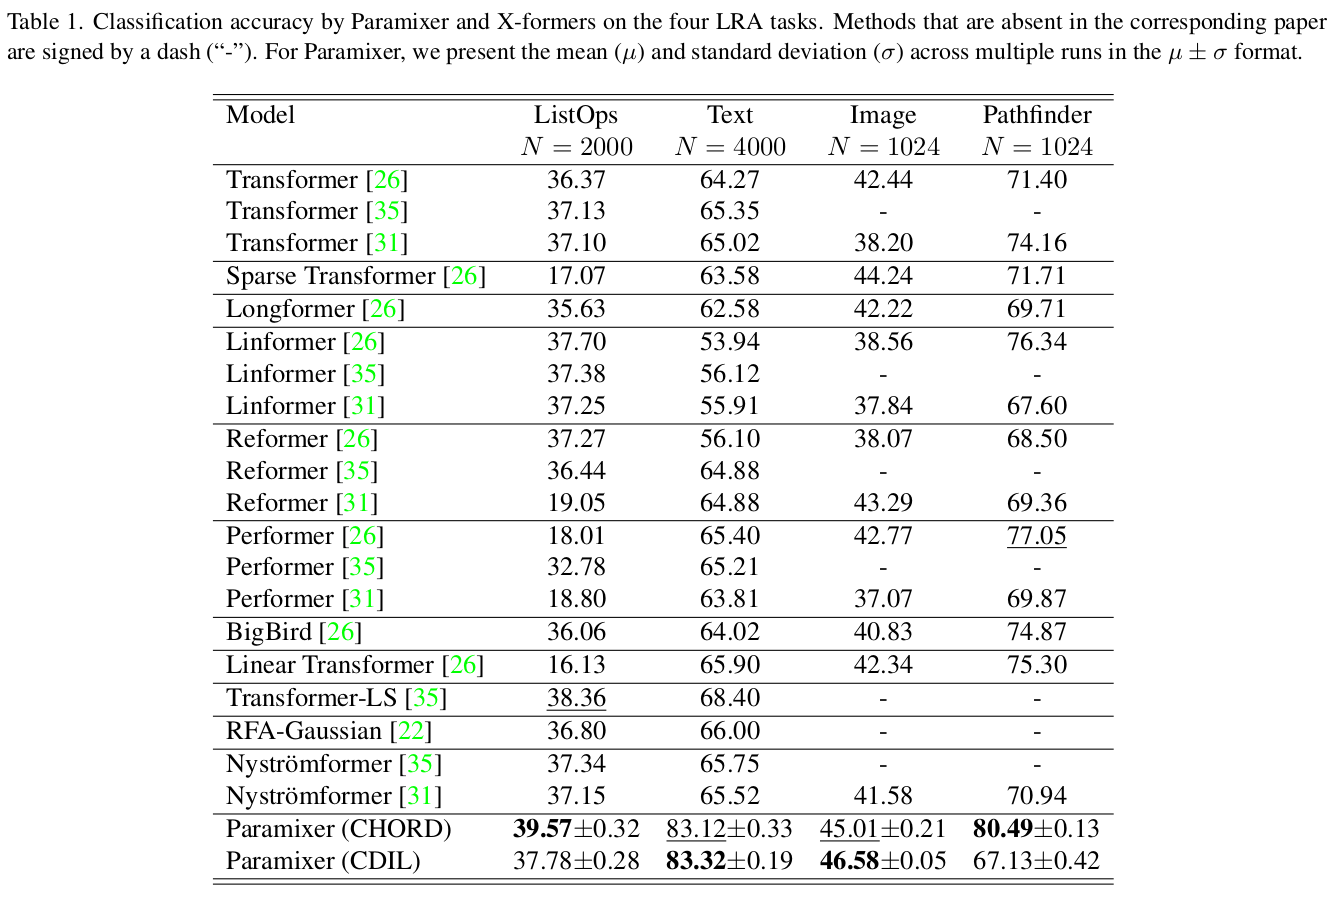 Table 1. Classification accuracy by Paramixer and X-formers on the four LRA tasks. Methods that are absent in the corresponding paper
are signed by a dash (“-”). For Paramixer, we present the mean (μ) and standard deviation (σ) across multiple runs in the μ ± σ format.
Model ListOps Text Image Pathfinder
N = 2000 N = 4000 N = 1024 N = 1024
Transformer [26] 36.37 64.27 42.44 71.40
Transformer [35] 37.13 65.35 - -
Transformer [31] 37.10 65.02 38.20 74.16
Sparse Transformer [26] 17.07 63.58 44.24 71.71
Longformer [26] 35.63 62.58 42.22 69.71
Linformer [26] 37.70 53.94 38.56 76.34
Linformer [35] 37.38 56.12 - -
Linformer [31] 37.25 55.91 37.84 67.60
Reformer [26] 37.27 56.10 38.07 68.50
Reformer [35] 36.44 64.88 - -
Reformer [31] 19.05 64.88 43.29 69.36
Performer [26] 18.01 65.40 42.77 77.05
Performer [35] 32.78 65.21 - -
Performer [31] 18.80 63.81 37.07 69.87
BigBird [26] 36.06 64.02 40.83 74.87
Linear Transformer [26] 16.13 65.90 42.34 75.30
Transformer-LS [35] 38.36 68.40 - -
RFA-Gaussian [22] 36.80 66.00 - -
Nyströmformer [35] 37.34 65.75 - -
Nyströmformer [31] 37.15 65.52 41.58 70.94
Paramixer (CHORD) 39.57±0.32 83.12±0.33 45.01±0.21 80.49±0.13
Paramixer (CDIL) 37.78±0.28 83.32±0.19 46.58±0.05 67.13±0.42